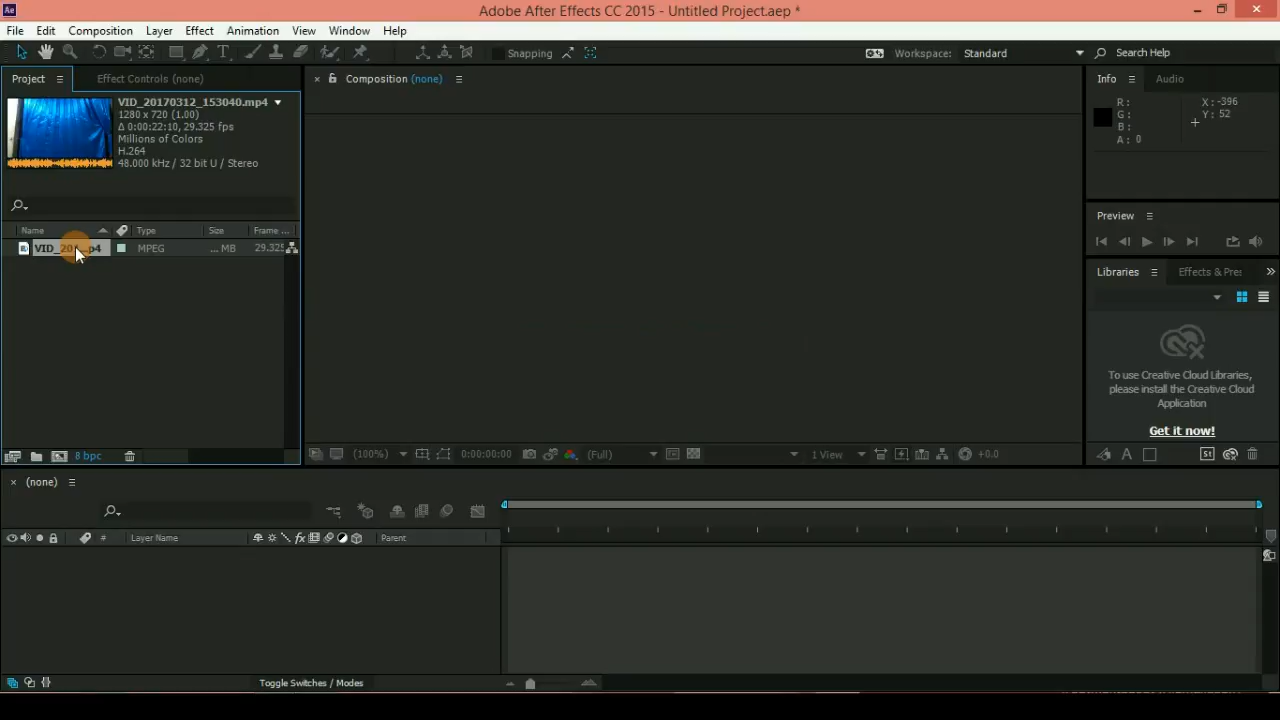 Ae Adobe After Effects CC 2015 - Untitled Project.aep *
File Edit Composition Layer Effect Animation View Window Help
T Snapping Workspace: Standard Search Help
Project Effect Controls (none)
VID_20170312_153040.mp4
1280 x 720 (1.00)
Δ 0:00:22:10, 29.325 fps
Millions of Colors
H.264
48.000 kHz / 32 bit U / Stereo
Name Type Size Frame ...
VID_201...p4 MPEG ... MB 29.325
8 bpc
× Composition (none)
(100%) 0:00:00:00 (Full) 1 View +0.0
Info Audio
R : X : -396
G : Y : 52
B :
A : 0
Preview
Libraries Effects & Pre:
To use Creative Cloud Libraries,
please install the Creative Cloud
Application
Get it now!
A St
× (none)
# Layer Name fx Parent
Toggle Switches / Modes